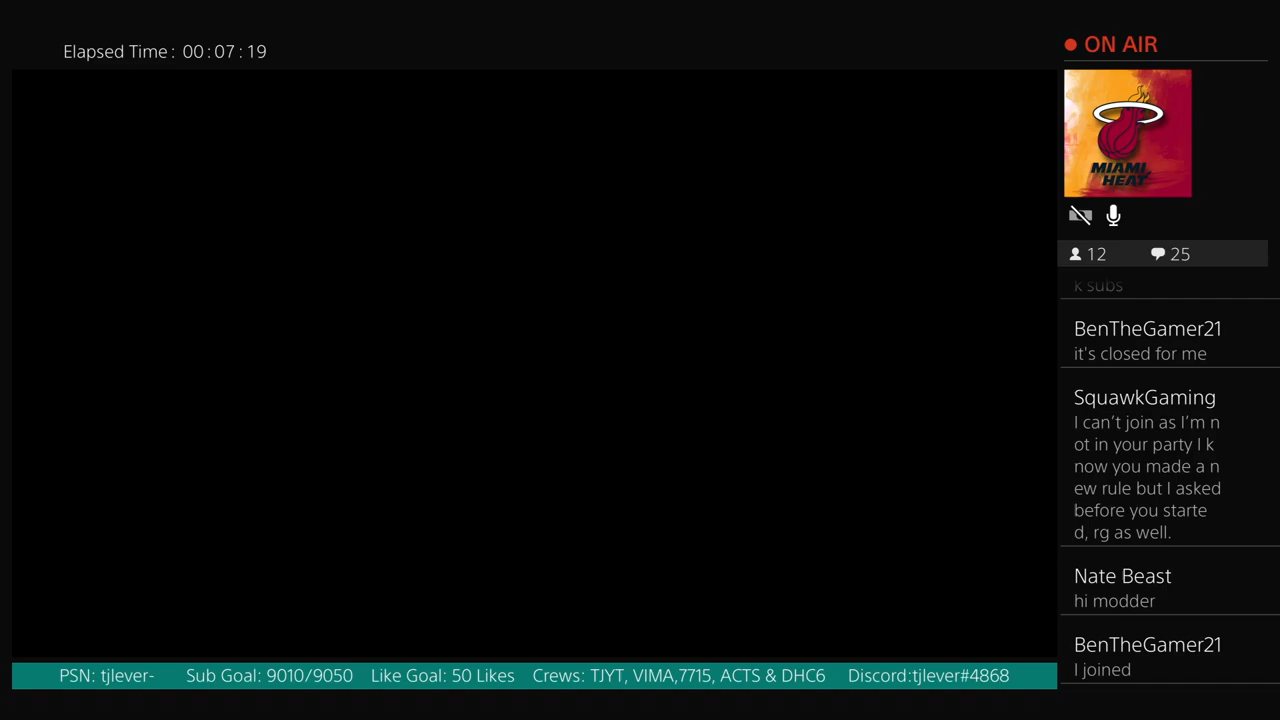 Elapsed Time: 00:07:19
ON AIR
MIAMI
HEAT
12 25
k subs
BenTheGamer21
it's closed for me
SquawkGaming
I can’t join as I’m n
ot in your party I k
now you made a n
ew rule but I asked
before you starte
d, rg as well.
Nate Beast
hi modder
BenTheGamer21
I joined
PSN: tjlever- Sub Goal: 9010/9050 Like Goal: 50 Likes Crews: TJYT, VIMA,7715, ACTS & DHC6 Discord:tjlever#4868